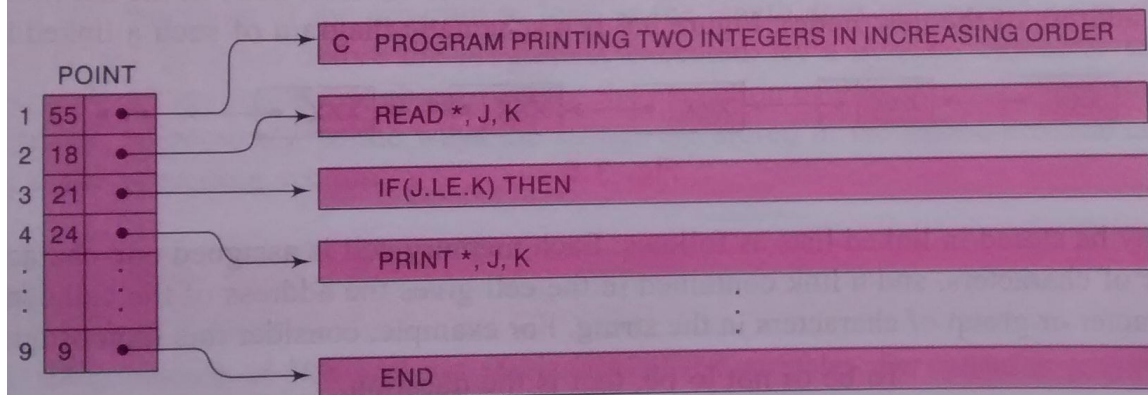 C PROGRAM PRINTING TWO INTEGERS IN INCREASING ORDER
POINT
1 55
READ *, J, K
2 18
3 21
IF(J.LE.K) THEN
4 24
PRINT *, J, K
9 9
END